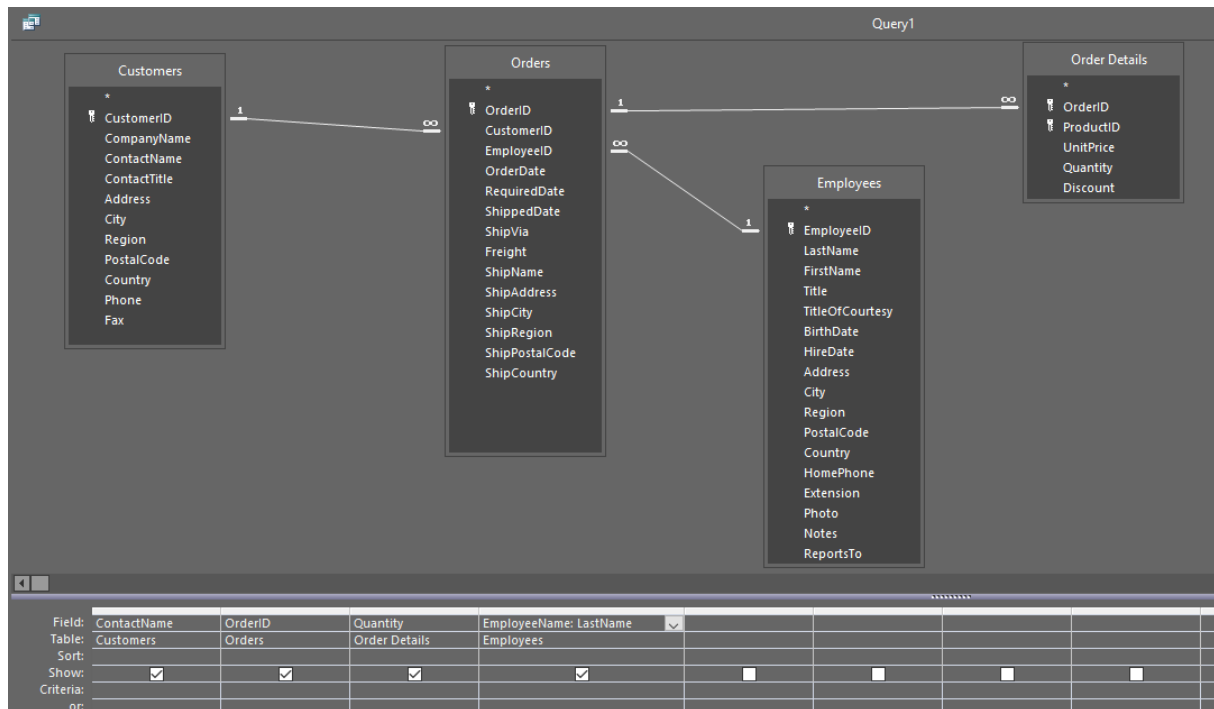 Query1
Customers
*
CustomerID
CompanyName
ContactName
ContactTitle
Address
City
Region
PostalCode
Country
Phone
Fax
1
∞
Orders
*
OrderID
CustomerID
EmployeeID
OrderDate
RequiredDate
ShippedDate
ShipVia
Freight
ShipName
ShipAddress
ShipCity
ShipRegion
ShipPostalCode
ShipCountry
1
∞
∞
1
Employees
*
EmployeeID
LastName
FirstName
Title
TitleOfCourtesy
BirthDate
HireDate
Address
City
Region
PostalCode
Country
HomePhone
Extension
Photo
Notes
ReportsTo
Order Details
*
OrderID
ProductID
UnitPrice
Quantity
Discount
Field: ContactName OrderID Quantity EmployeeName: LastName
Table: Customers Orders Order Details Employees
Sort:
Show:
Criteria:
or: